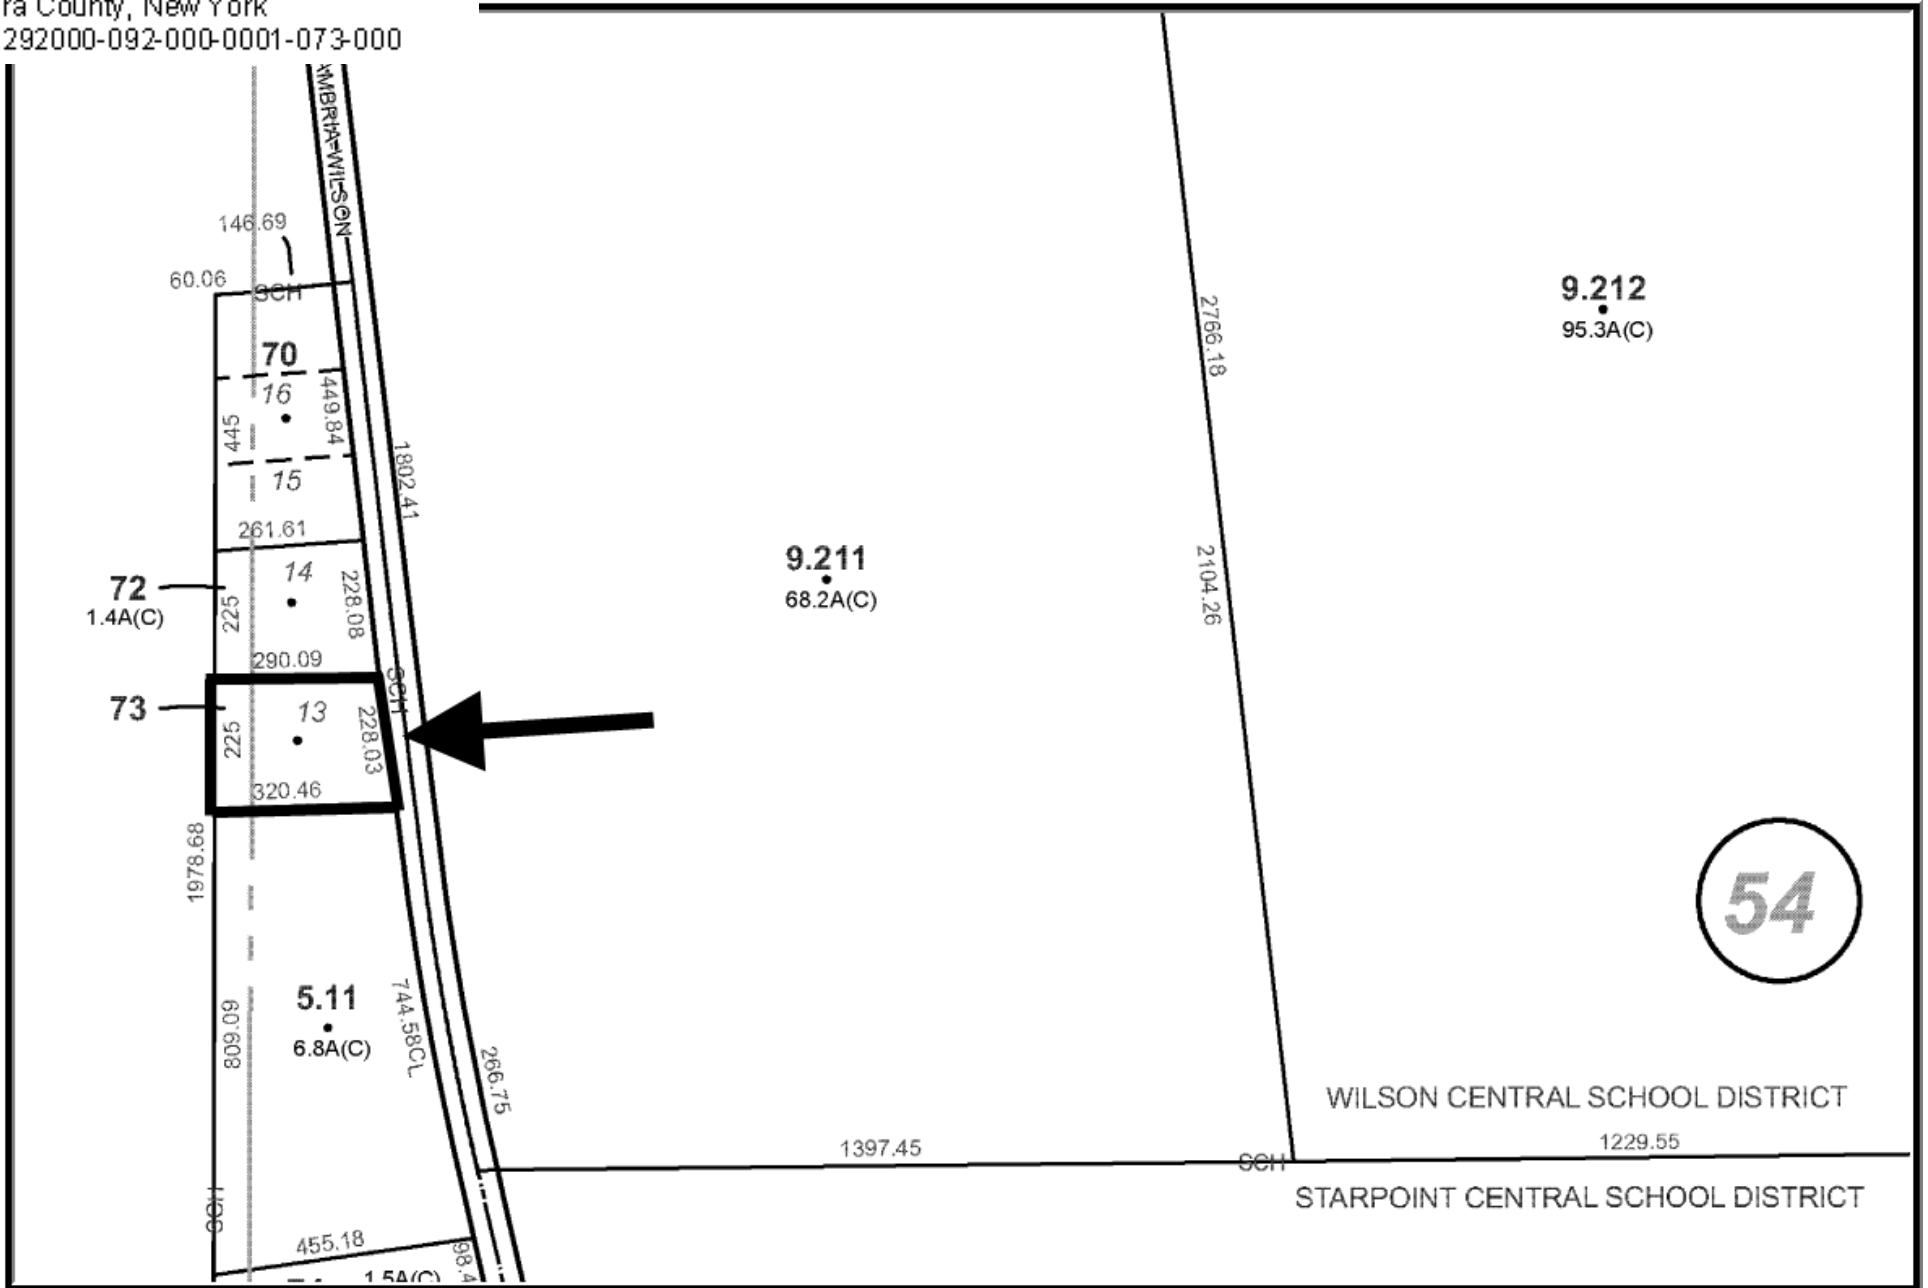 ra County, New York
292000-092-000-0001-073-000
AMBRIA-WILSON
146.69
60.06
SCH
70
16
449.84
445
15
261.61
1802.41
2766.18
9.212
95.3A(C)
9.211
68.2A(C)
2104.26
72
1.4A(C)
14
225
228.08
290.09
SCH
73
13
225
228.03
320.46
1978.98
5.11
6.8A(C)
809.09
744.58CL
266.75
54
WILSON CENTRAL SCHOOL DISTRICT
1397.45
1229.55
SCH
STARPOINT CENTRAL SCHOOL DISTRICT
SCH
455.18
98.4
1.5A(C)